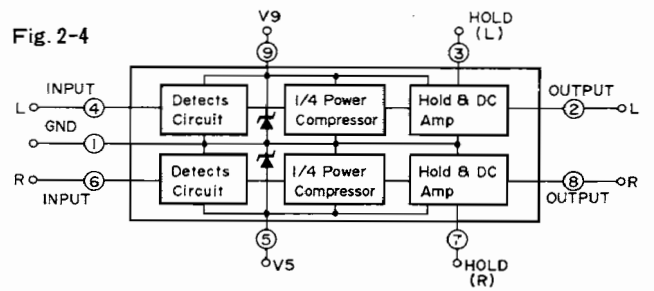 Fig. 2-4
V9
HOLD
(L)
9
3
INPUT
OUTPUT
L
4
Detects
Circuit
1/4 Power
Compressor
Hold & DC
Amp
2
L
GND
1
R
6
INPUT
Detects
Circuit
1/4 Power
Compressor
Hold & DC
Amp
8
R
OUTPUT
5
7
V5
HOLD
(R)